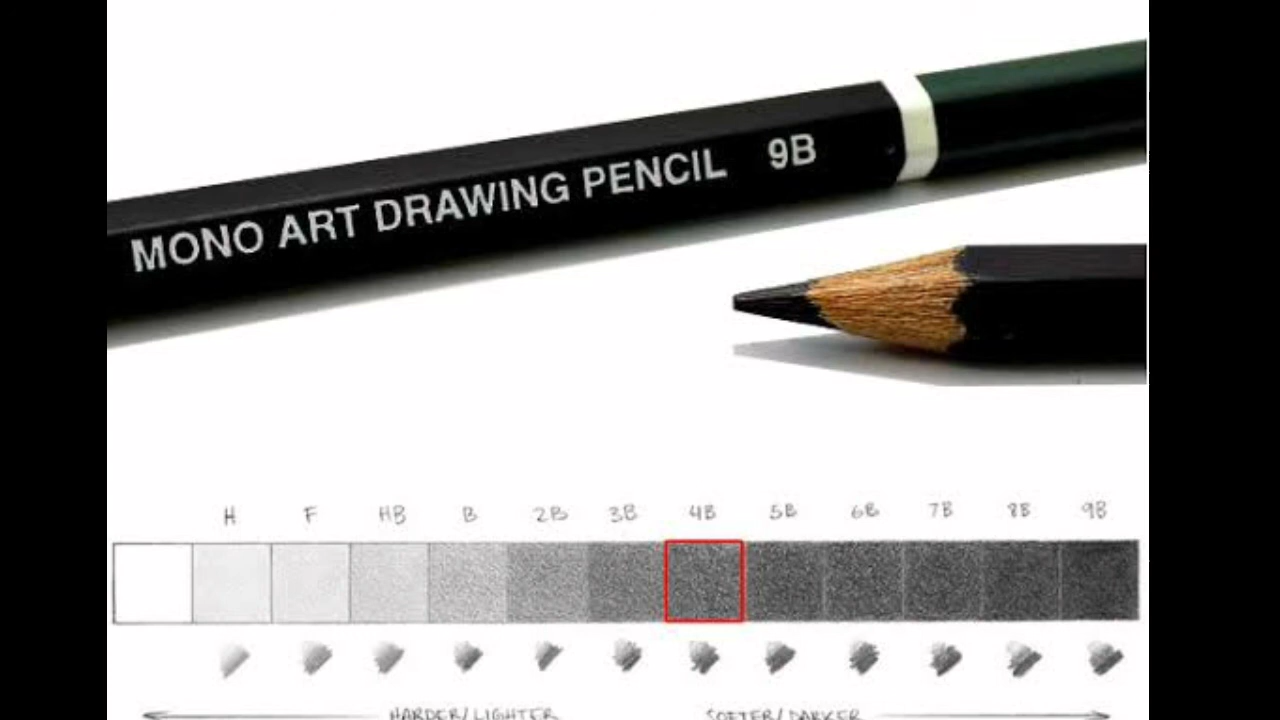 MONO ART DRAWING PENCIL 9B
H F HB B 2B 3B 4B 5B 6B 7B 8B 9B
HARDER/LIGHTER SOFTER/DARKER